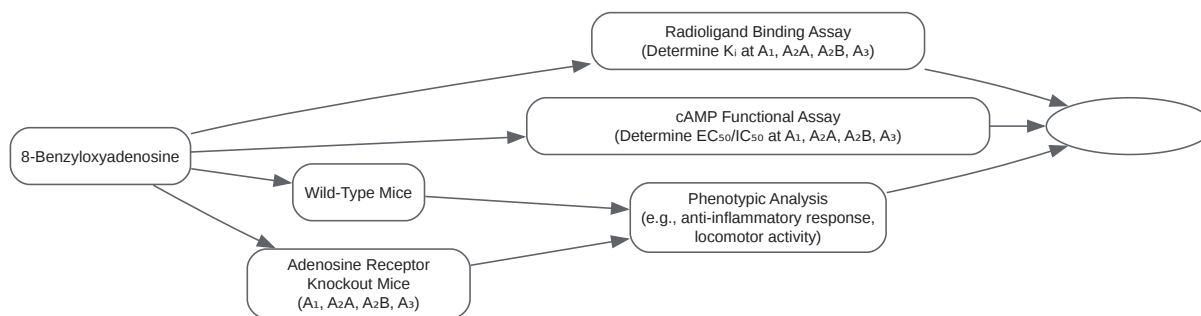 Radioligand Binding Assay
(Determine Kᵢ at A₁, A₂A, A₂B, A₃)
cAMP Functional Assay
(Determine EC₅₀/IC₅₀ at A₁, A₂A, A₂B, A₃)
8-Benzyloxyadenosine
Wild-Type Mice
Phenotypic Analysis
(e.g., anti-inflammatory response,
locomotor activity)
Adenosine Receptor
Knockout Mice
(A₁, A₂A, A₂B, A₃)